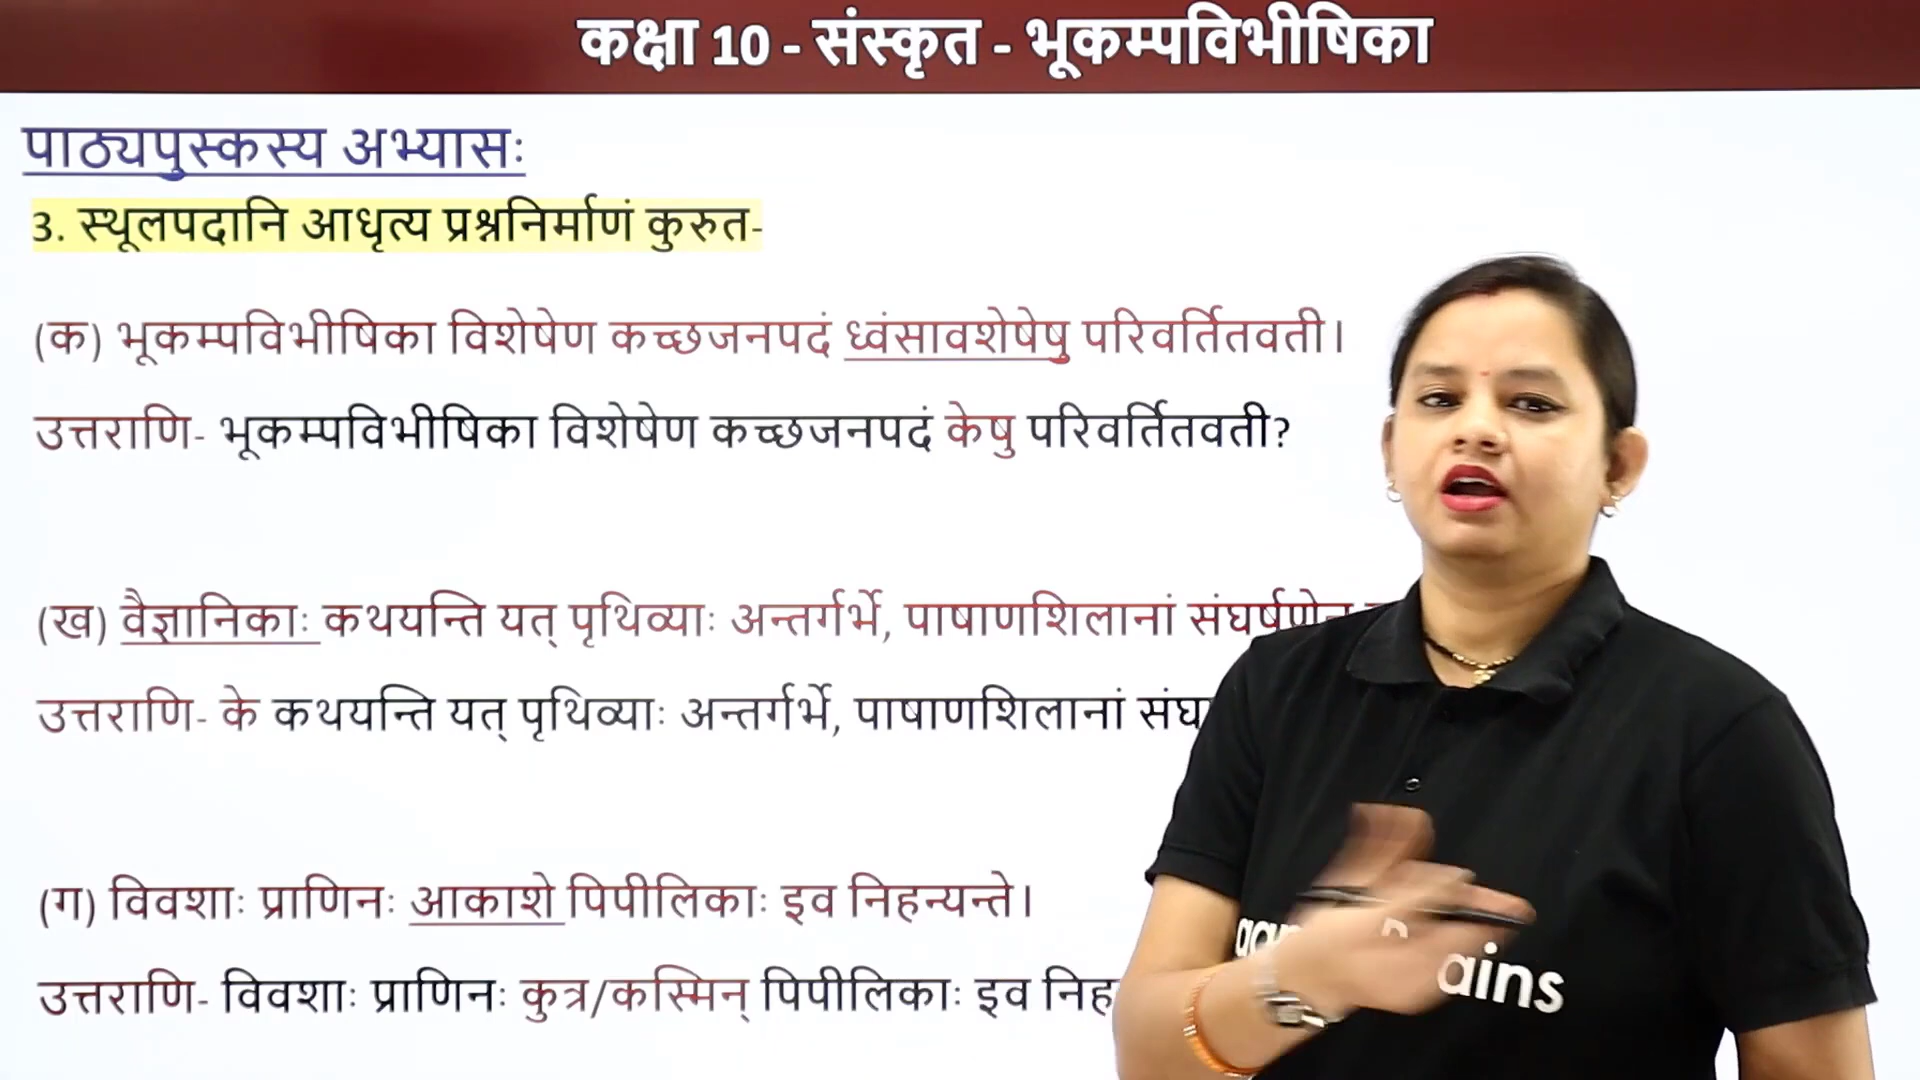 कक्षा 10 - संस्कृत - भूकम्पविभीषिका
पाठ्यपुस्कस्य अभ्यासः
3. स्थूलपदानि आधृत्य प्रश्ननिर्माणं कुरुत-
(क) भूकम्पविभीषिका विशेषेण कच्छजनपदं ध्वंसावशेषेषु परिवर्तितवती।
उत्तराणि- भूकम्पविभीषिका विशेषेण कच्छजनपदं केषु परिवर्तितवती?
(ख) वैज्ञानिकाः कथयन्ति यत् पृथिव्याः अन्तर्गर्भे, पाषाणशिलानां संघर्षणेन
उत्तराणि- के कथयन्ति यत् पृथिव्याः अन्तर्गर्भे, पाषाणशिलानां
(ग) विवशाः प्राणिनः आकाशे पिपीलिकाः इव निहन्यन्ते।
उत्तराणि- विवशाः प्राणिनः कुत्र/कस्मिन् पिपीलिकाः इव